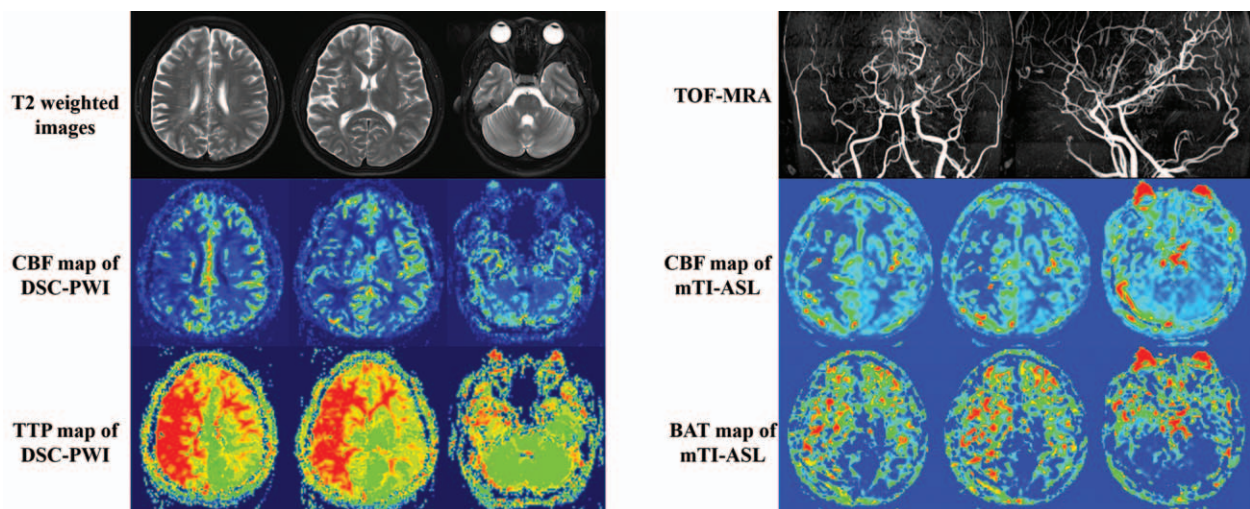 T2 weighted
images
CBF map of
DSC-PWI
TTP map of
DSC-PWI
TOF-MRA
CBF map of
mTI-ASL
BAT map of
mTI-ASL